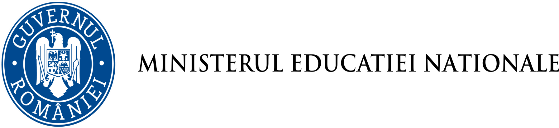 GUVERNUL
ROMÂNIEI
MINISTERUL EDUCATIEI NATIONALE